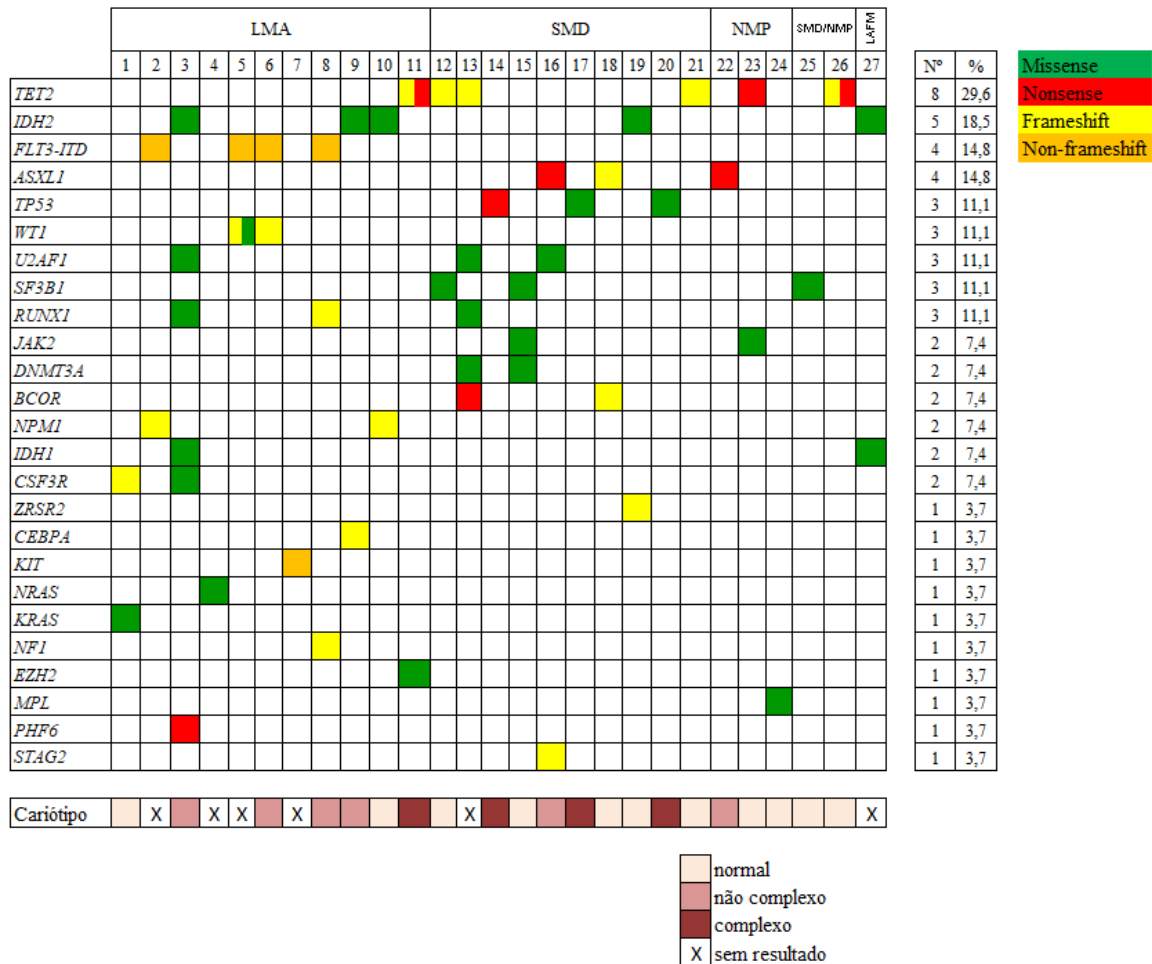 LMA SMD NMP SMD/NMP LAFM
1 2 3 4 5 6 7 8 9 10 11 12 13 14 15 16 17 18 19 20 21 22 23 24 25 26 27 Nº % Missense
TET2 8 29,6 Nonsense
IDH2 5 18,5 Frameshift
FLT3-ITD 4 14,8 Non-frameshift
ASXL1 4 14,8
TP53 3 11,1
WT1 3 11,1
U2AF1 3 11,1
SF3B1 3 11,1
RUNX1 3 11,1
JAK2 2 7,4
DNMT3A 2 7,4
BCOR 2 7,4
NPM1 2 7,4
IDH1 2 7,4
CSF3R 2 7,4
ZRSR2 1 3,7
CEBPA 1 3,7
KIT 1 3,7
NRAS 1 3,7
KRAS 1 3,7
NF1 1 3,7
EZH2 1 3,7
MPL 1 3,7
PHF6 1 3,7
STAG2 1 3,7
Cariótipo X X X X X X
normal
não complexo
complexo
X sem resultado